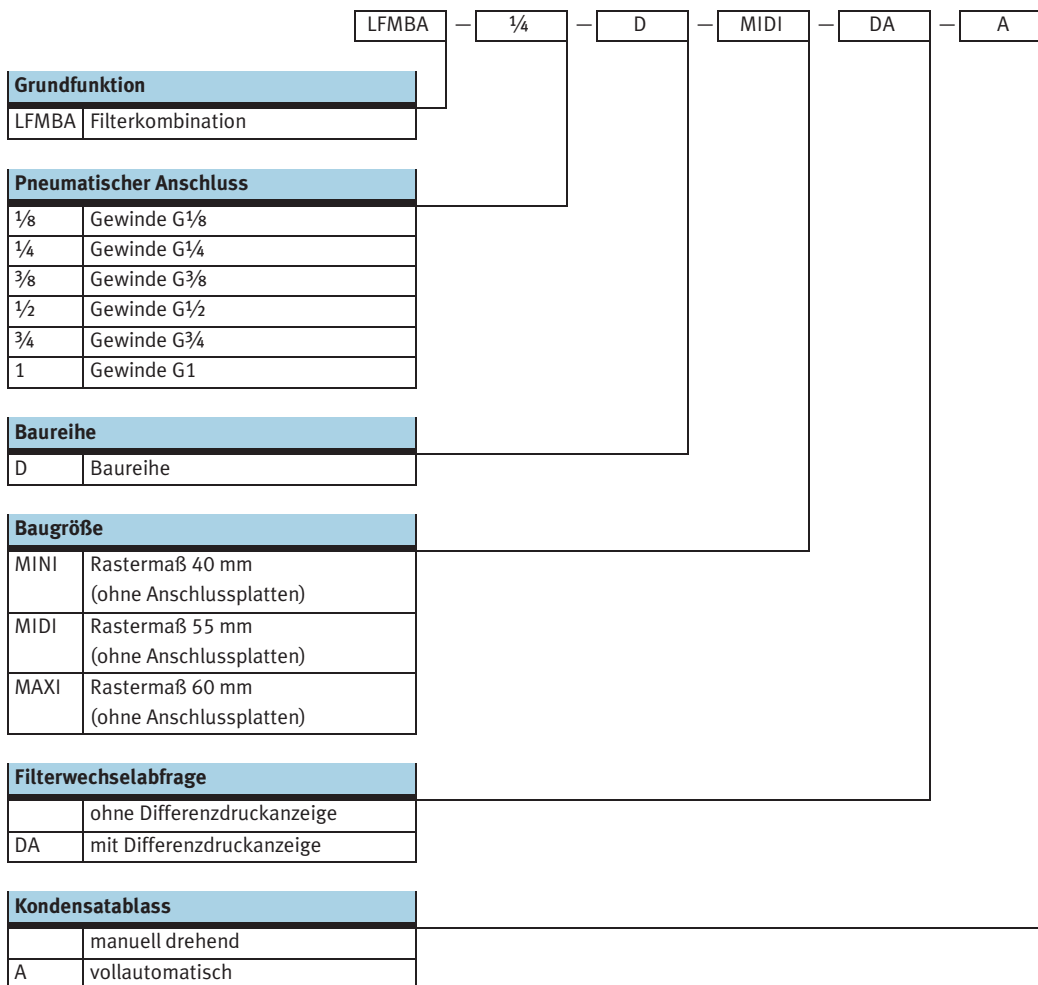 LFMBA — ¼ — D — MIDI — DA — A
Grundfunktion
LFMBA Filterkombination
Pneumatischer Anschluss
⅛ Gewinde G⅛
¼ Gewinde G¼
⅜ Gewinde G⅜
½ Gewinde G½
¾ Gewinde G¾
1 Gewinde G1
Baureihe
D Baureihe
Baugröße
MINI Rastermaß 40 mm
(ohne Anschlussplatten)
MIDI Rastermaß 55 mm
(ohne Anschlussplatten)
MAXI Rastermaß 60 mm
(ohne Anschlussplatten)
Filterwechselabfrage
ohne Differenzdruckanzeige
DA mit Differenzdruckanzeige
Kondensatablass
manuell drehend
A vollautomatisch